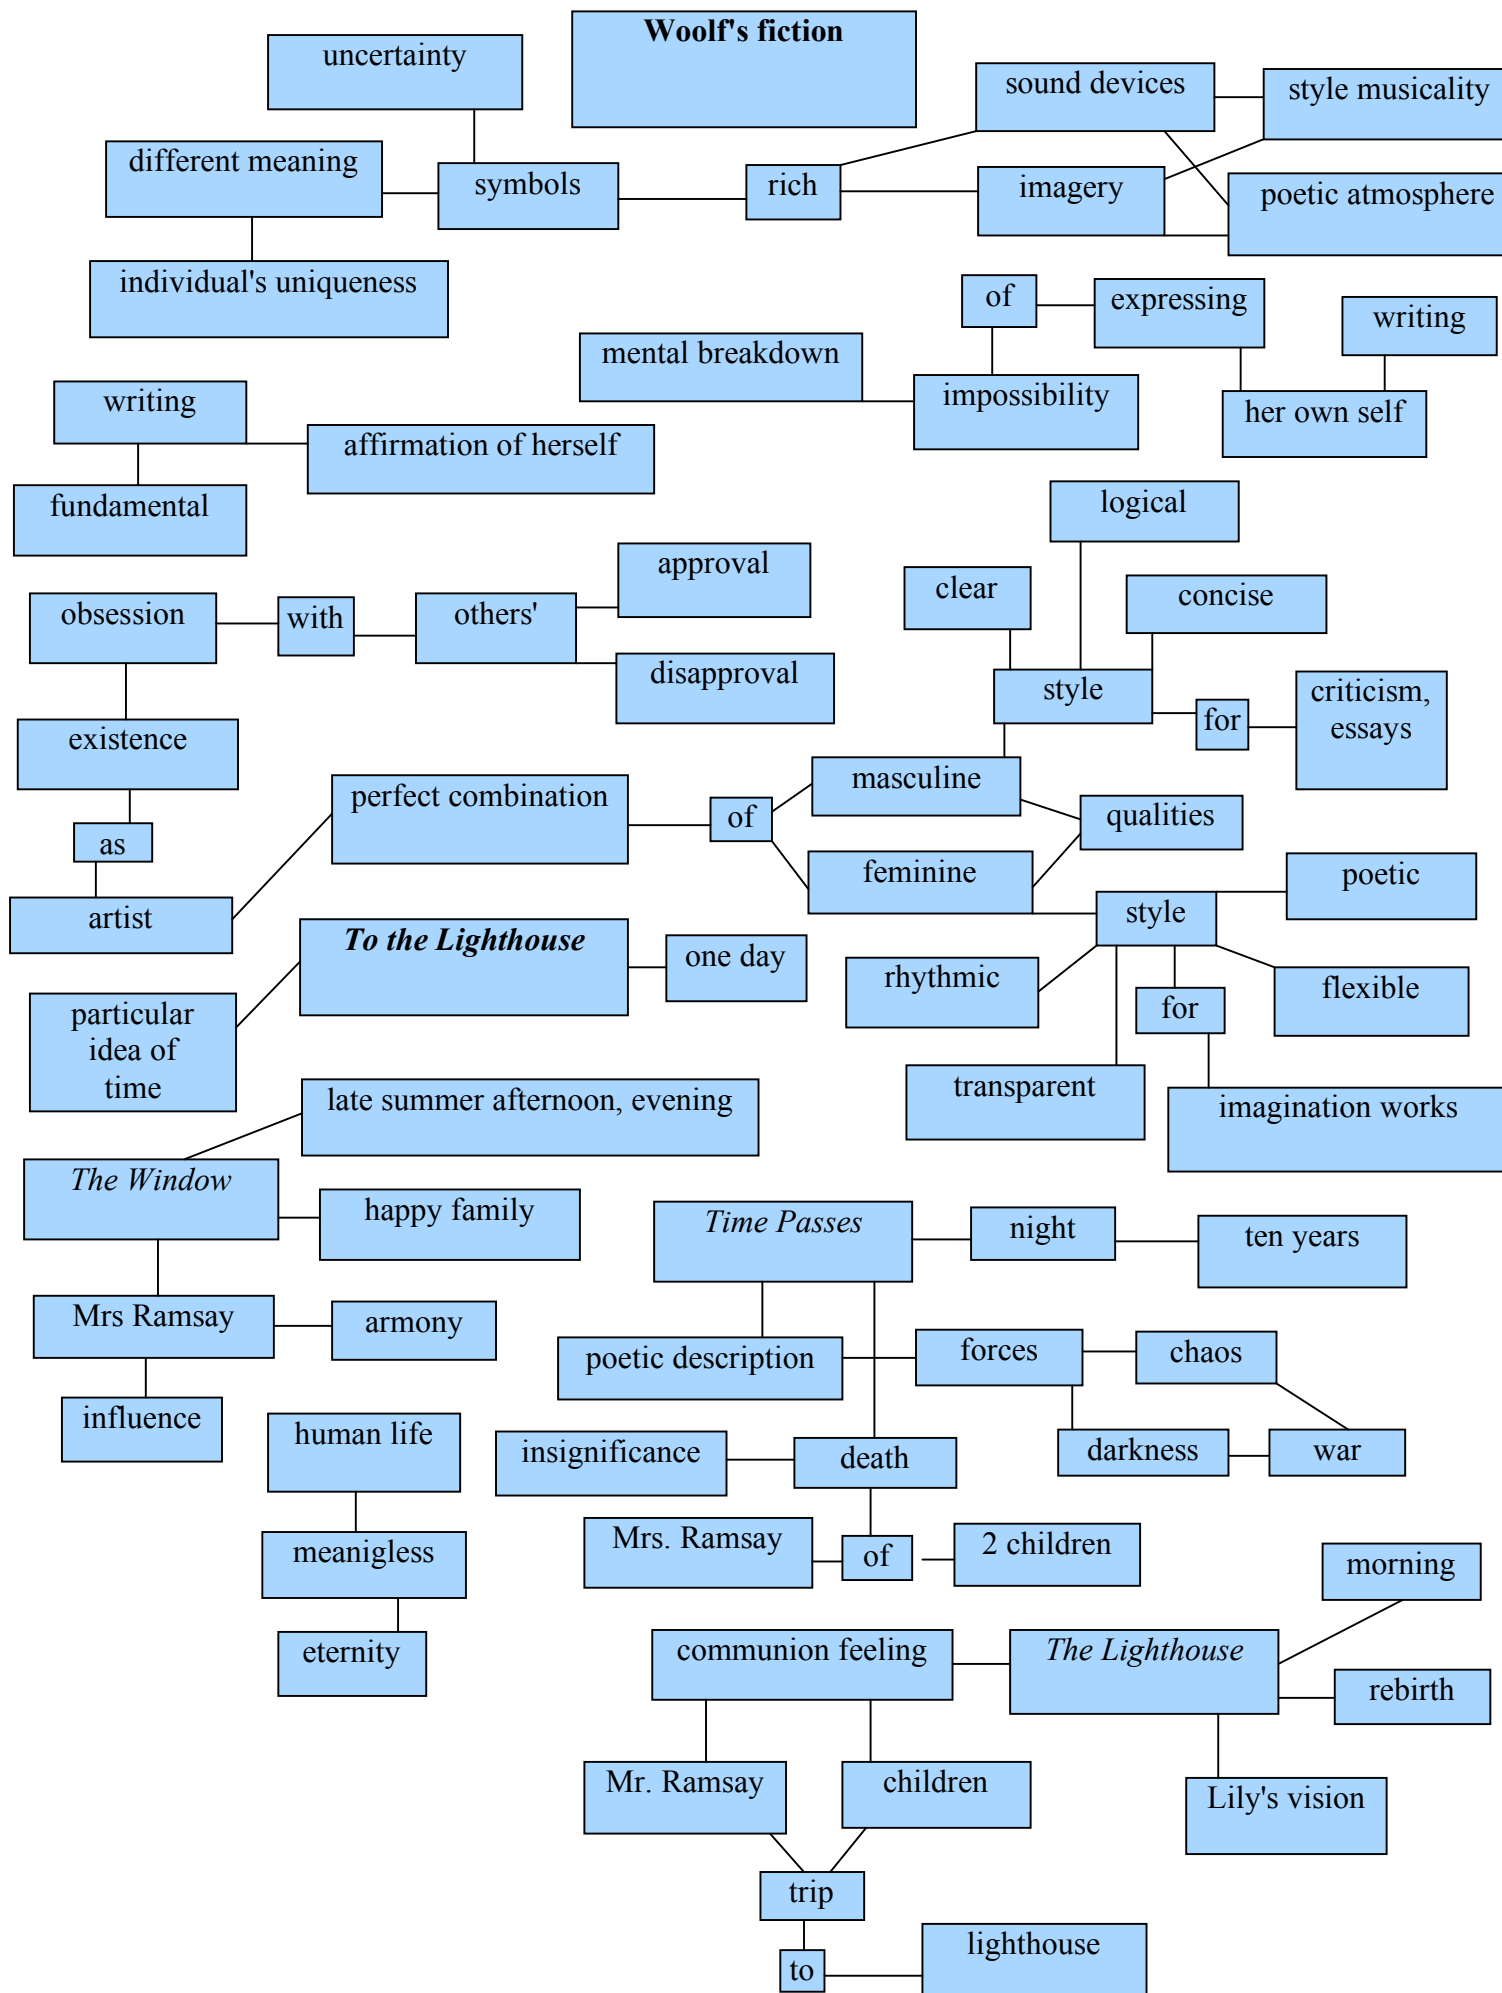 Woolf's fiction
uncertainty
sound devices
style musicality
different meaning
symbols
rich
imagery
poetic atmosphere
individual's uniqueness
of
expressing
writing
mental breakdown
impossibility
her own self
writing
affirmation of herself
fundamental
logical
approval
clear
concise
obsession
with
others'
disapproval
style
for
criticism,
essays
existence
perfect combination
of
masculine
qualities
as
feminine
poetic
artist
style
To the Lighthouse
one day
rhythmic
flexible
particular
idea of
time
for
transparent
imagination works
late summer afternoon, evening
The Window
happy family
Time Passes
night
ten years
Mrs Ramsay
armony
poetic description
forces
chaos
influence
human life
insignificance
death
darkness
war
meanigless
Mrs. Ramsay
of
2 children
morning
eternity
communion feeling
The Lighthouse
rebirth
Mr. Ramsay
children
Lily's vision
trip
to
lighthouse